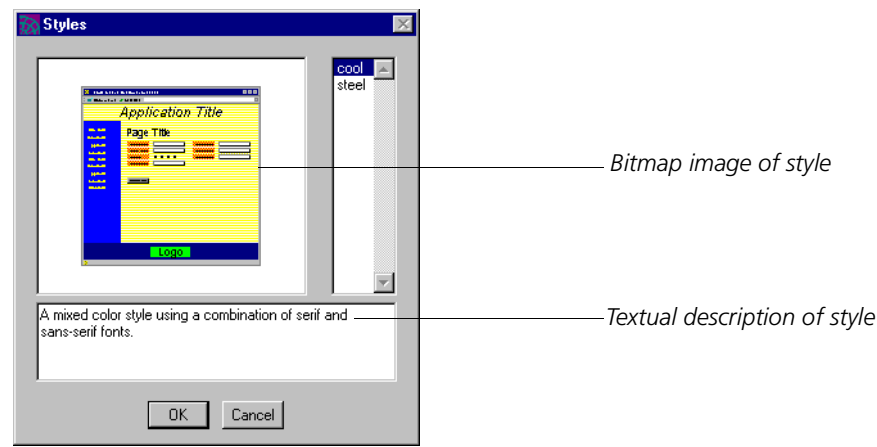 Styles
cool
steel
Application Title
Page Title
Logo
Bitmap image of style
A mixed color style using a combination of serif and
sans-serif fonts.
Textual description of style
OK
Cancel